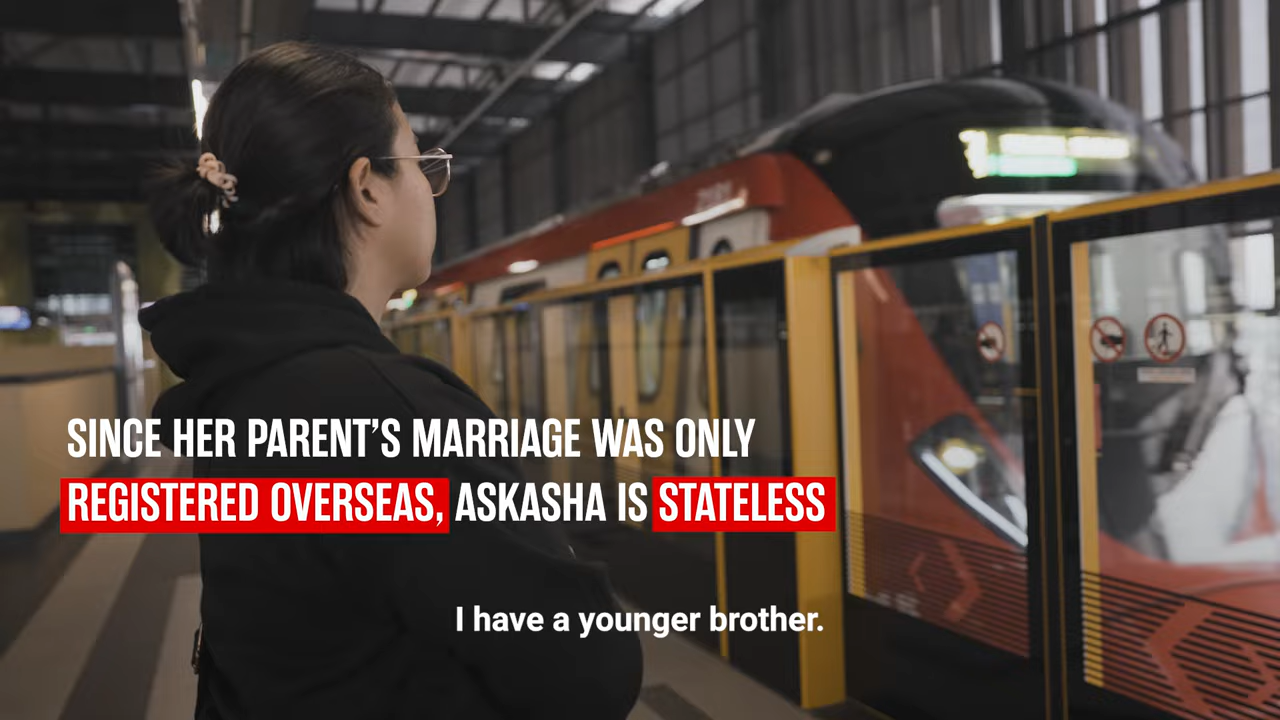 SINCE HER PARENT'S MARRIAGE WAS ONLY
REGISTERED OVERSEAS, ASKASHA IS STATELESS
I have a younger brother.